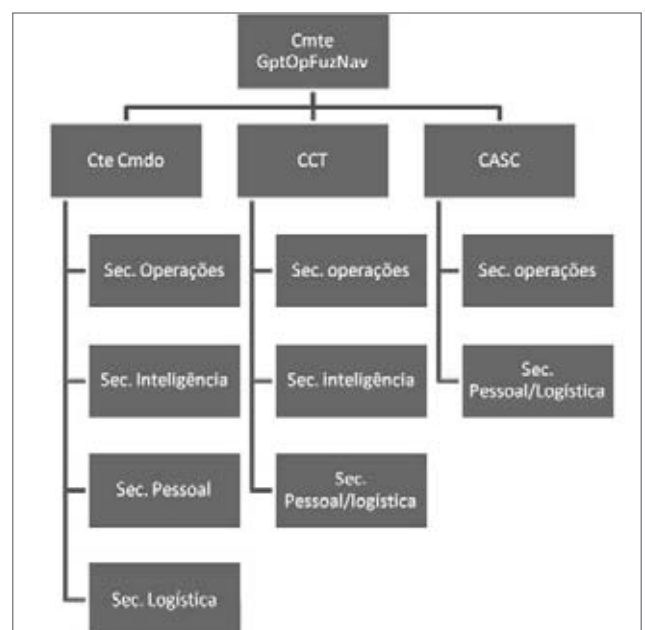 Cmte
GptOpFuzNav
Cte Cmdo
CCT
CASC
Sec. Operações
Sec. operações
Sec. operações
Sec. Inteligência
Sec. inteligência
Sec.
Pessoal/Logística
Sec. Pessoal
Sec.
Pessoal/logística
Sec. Logística